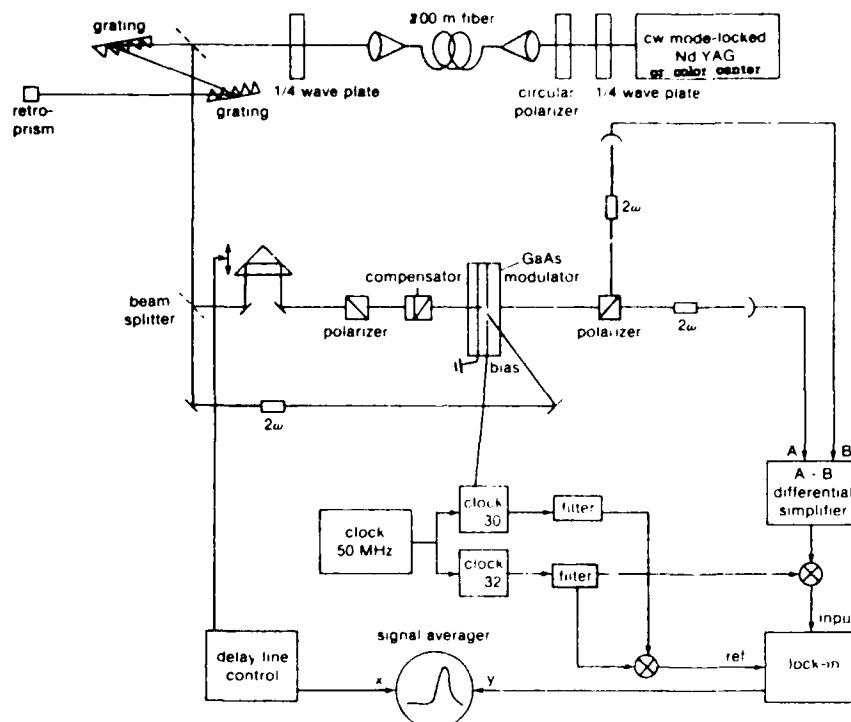 grating
200 m fiber
cw mode-locked
Nd YAG
or color center
retro-
prism
grating
1/4 wave plate
circular
polarizer
1/4 wave plate
2ω
GaAs
modulator
compensator
beam
splitter
polarizer
bias
polarizer
2ω
2ω
A
B
A - B
differential
simplifier
clock
50 MHz
clock
30
filter
clock
32
filter
input
signal averager
delay line
control
x
y
ref
lock-in